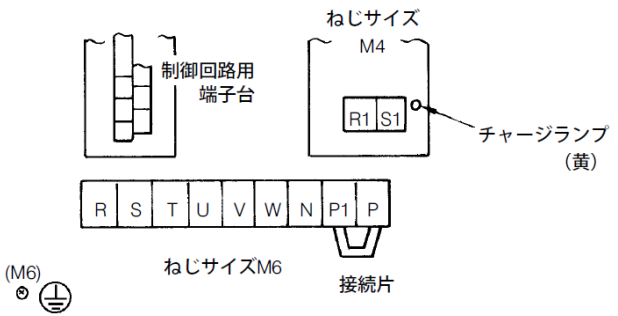 ねじサイズ
M4
制御回路用
端子台
R1 S1
チャージランプ
（黄）
R S T U V W N P1 P
ねじサイズM6
接続片
(M6)